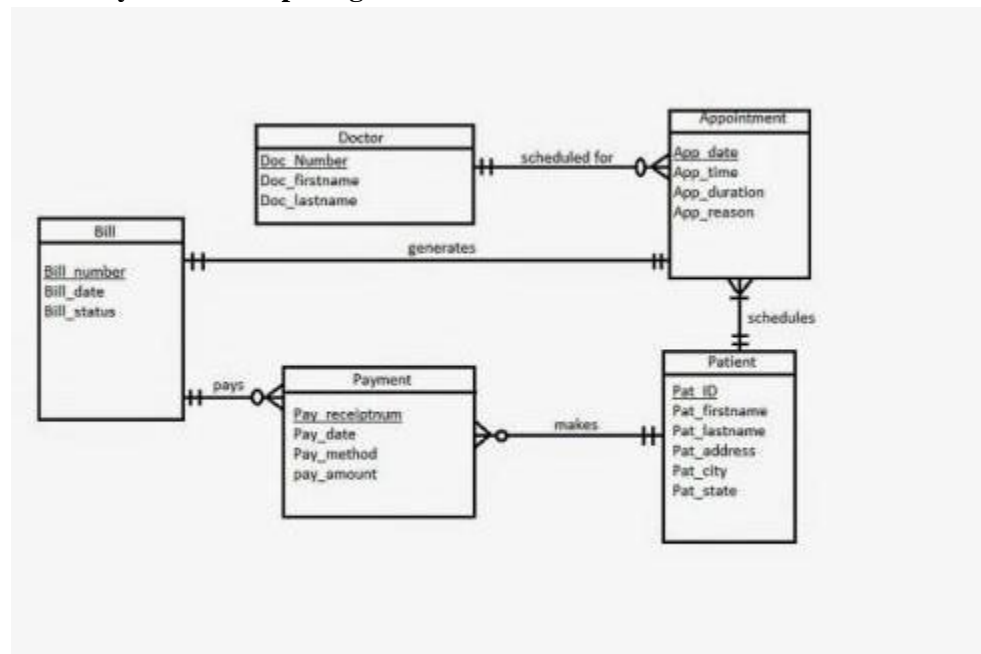 Doctor
Doc_Number
Doc_firstname
Doc_lastname
scheduled for
Appointment
App_date
App_time
App_duration
App_reason
Bill
Bill_number
Bill_date
Bill_status
generates
schedules
pays
Payment
Pay_receiptnum
Pay_date
Pay_method
pay_amount
makes
Patient
Pat_ID
Pat_firstname
Pat_lastname
Pat_address
Pat_city
Pat_state